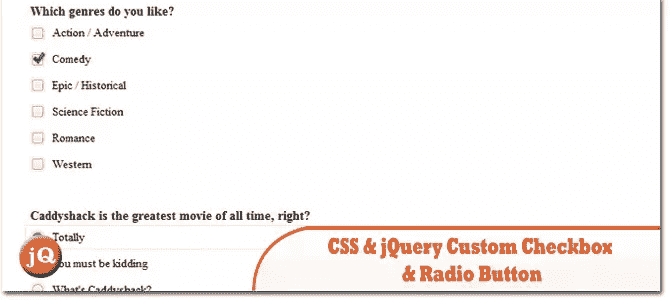 Which genres do you like?
Action / Adventure
Comedy
Epic / Historical
Science Fiction
Romance
Western
Caddyshack is the greatest movie of all time, right?
Totally
ou must be kidding
What's Caddyshack?
jQ
CSS & jQuery Custom Checkbox
& Radio Button